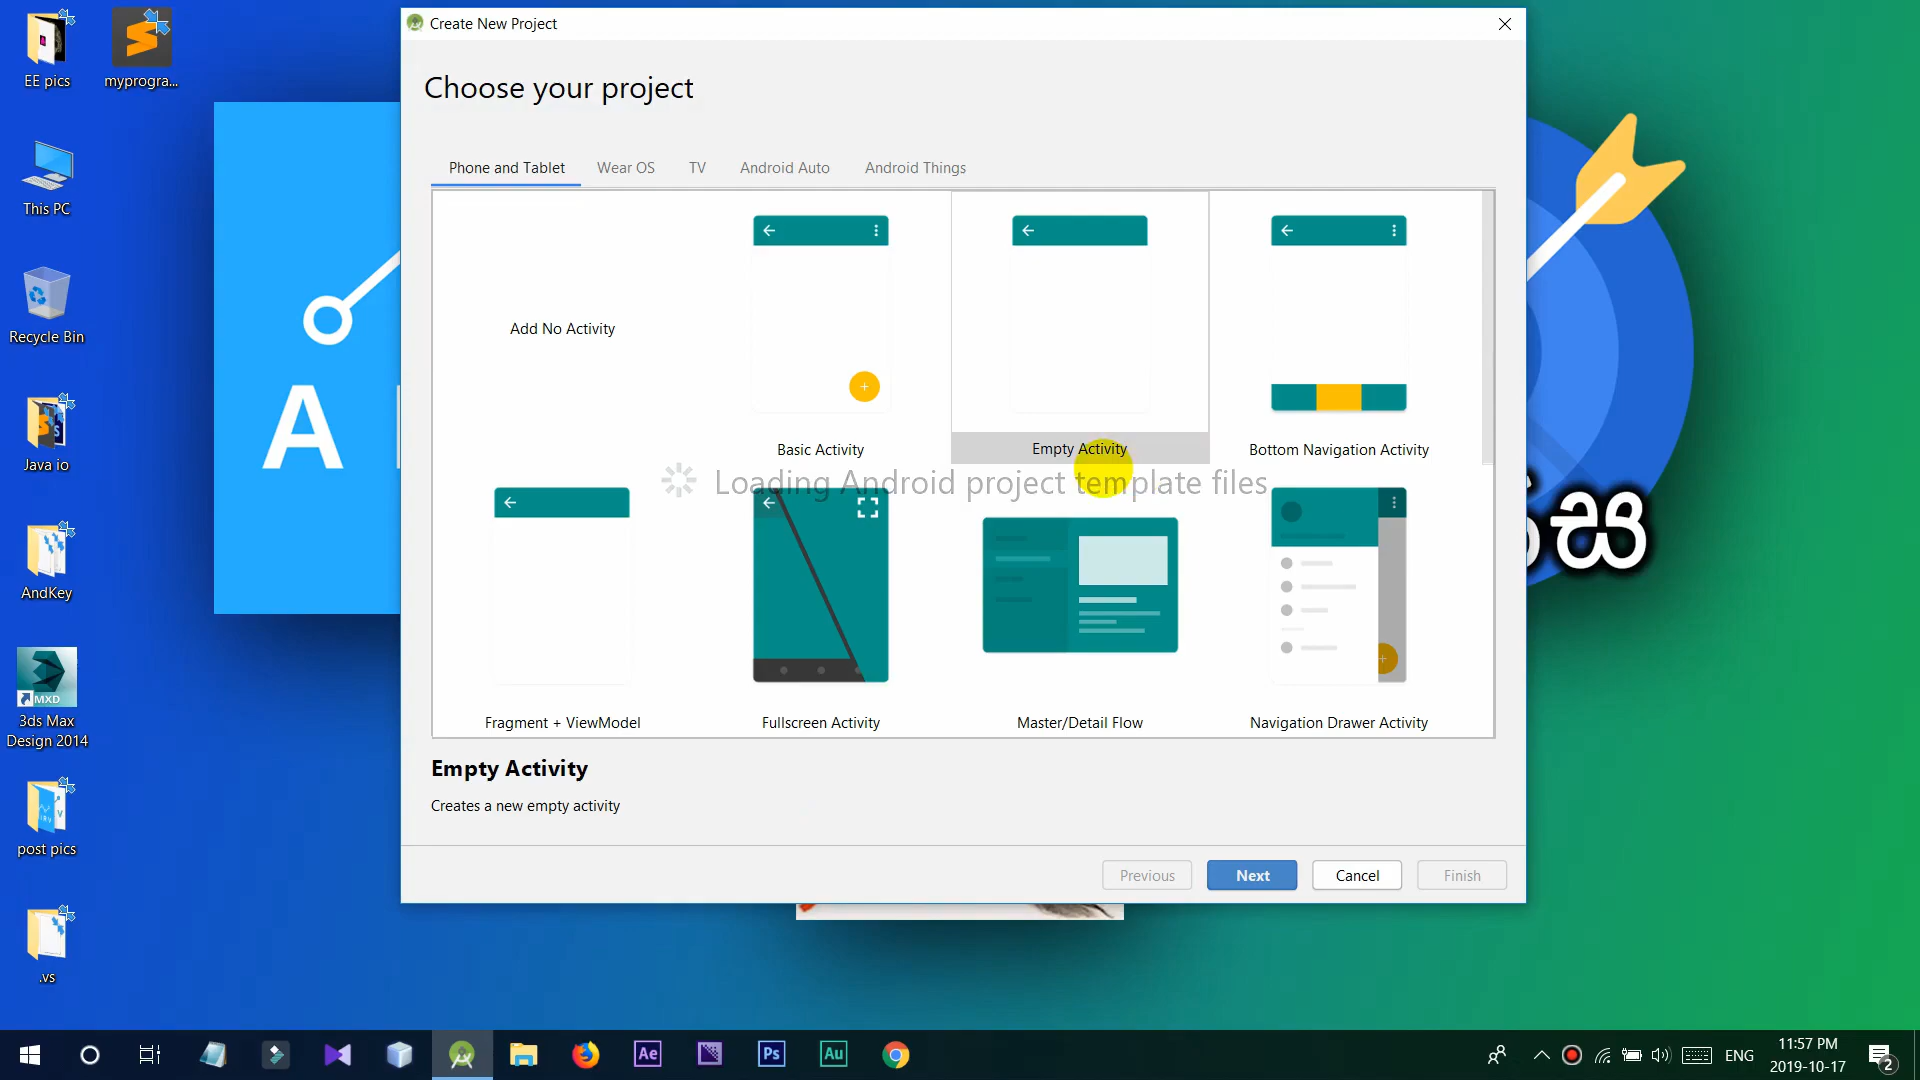 EE pics
myprogra...
This PC
Recycle Bin
Java io
AndKey
MXD
3ds Max
Design 2014
post pics
.vs
A
Create New Project
Choose your project
Phone and Tablet
Wear OS
TV
Android Auto
Android Things
Add No Activity
Basic Activity
Empty Activity
Bottom Navigation Activity
Loading Android project template files
Fragment + ViewModel
Fullscreen Activity
Master/Detail Flow
Navigation Drawer Activity
Empty Activity
Creates a new empty activity
Previous
Next
Cancel
Finish
Ae
Ps
Au
ENG
11:57 PM
2019-10-17
2